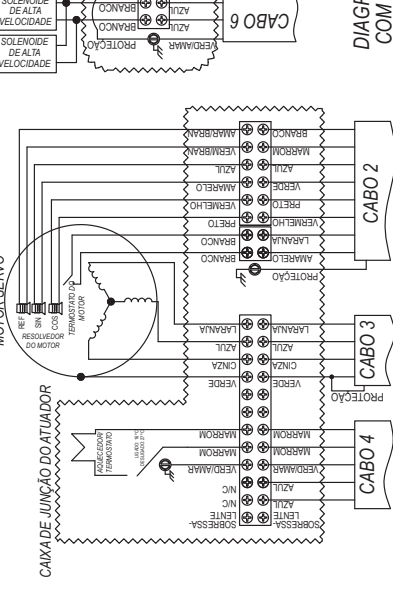 SOLENOIDE
DE ALTA
VELOCIDADE
SOLENOIDE
DE ALTA
VELOCIDADE
BRANCO
BRANCO
PROTEÇÃO
AZUL
AZUL
VERD/AMAR
CABO 6
DIAGR
COM
MOTOR SERVO
REF
SIN
COS
RESOLVEDOR
DO MOTOR
TERMOSTATO DO
MOTOR
AMAR/BRAN
VERM/BRAN
AZUL
AMARELO
VERMELHO
PRETO
BRANCO
BRANCO
BRANCO
MARROM
AZUL
VERDE
PRETO
VERMELHO
LARANJA
AMARELO
PROTEÇÃO
CABO 2
LARANJA
AZUL
CINZA
VERDE
LARANJA
AZUL
CINZA
VERDE
PROTEÇÃO
CABO 3
CAIXA DE JUNÇÃO DO ATUADOR
AQUECEDOR/
TERMOSTATO
MARROM
MARROM
VERD/AMAR
N/C
N/C
SOBRESSA-
LENTE
MARROM
MARROM
VERD/AMAR
AZUL
AZUL
SOBRESSA-
LENTE
CABO 4